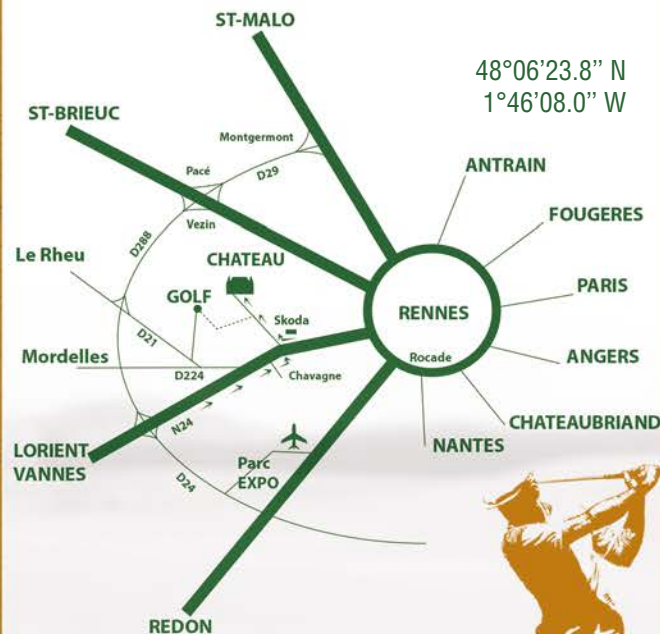 ST-MALO
48°06’23.8’’ N
1°46’08.0’’ W
ST-BRIEUC
Montgermont
D29
Pacé
Vezin
ANTRAIN
FOUGERES
D288
Le Rheu
CHATEAU
GOLF
PARIS
Skoda
RENNES
D21
Mordelles
D224
Chavagne
Rocade
ANGERS
N24
CHATEAUBRIAND
NANTES
LORIENT
VANNES
Parc
EXPO
D24
REDON